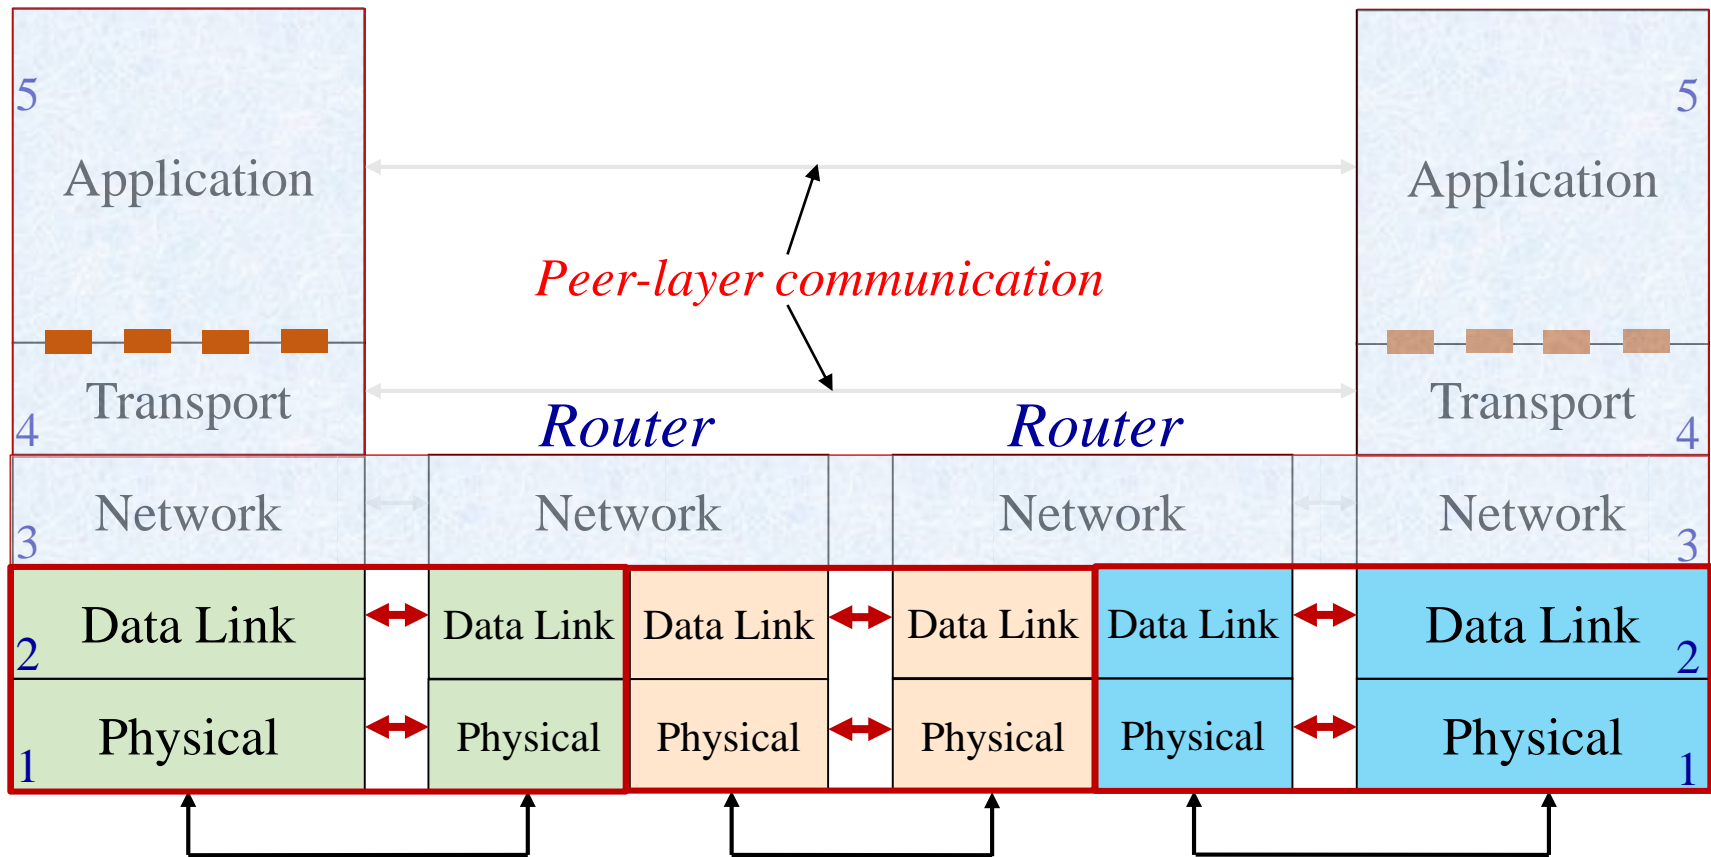 5
5
Application
Application
Peer-layer communication
Transport
Transport
4
Router
Router
4
Network
Network
Network
Network
3
3
Data Link
Data Link
Data Link
Data Link
Data Link
Data Link
2
2
Physical
Physical
Physical
Physical
Physical
Physical
1
1